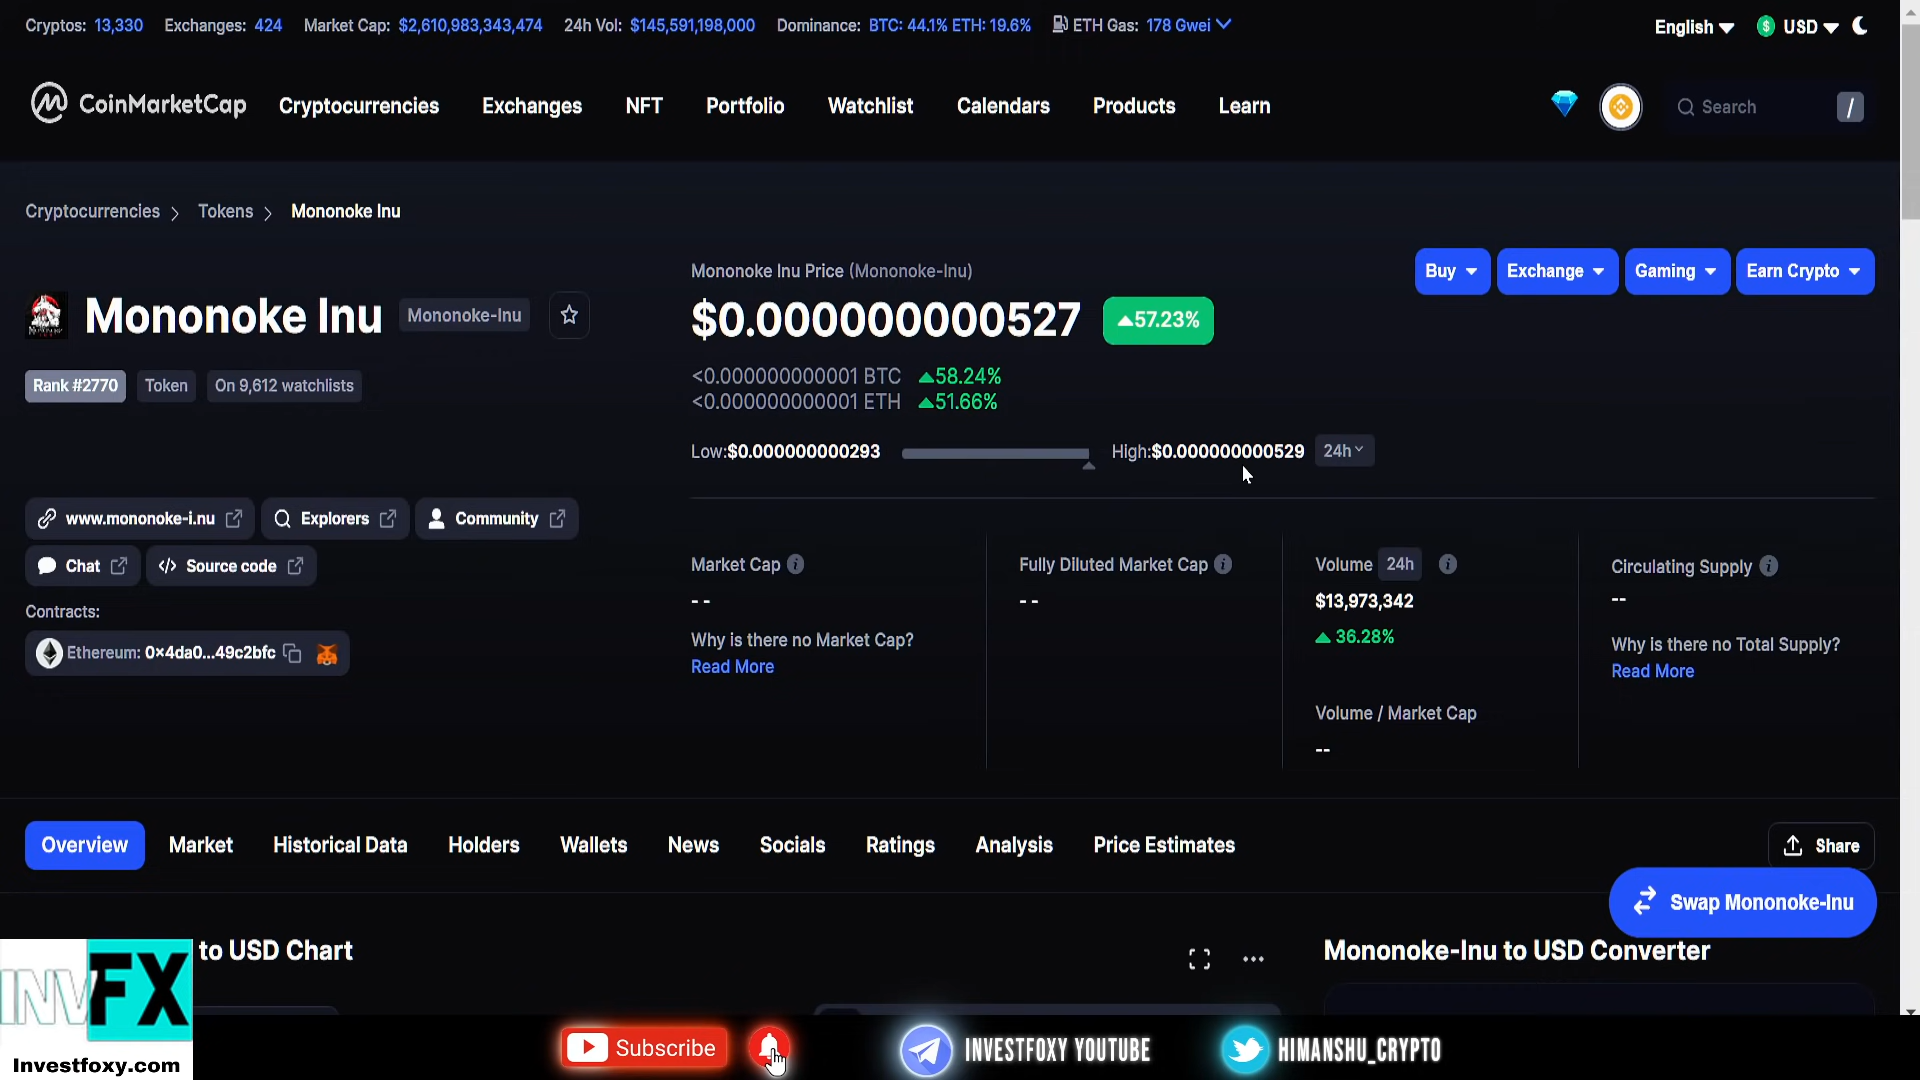 Cryptos: 13,330 Exchanges: 424 Market Cap: $2,610,983,343,474 24h Vol: $145,591,198,000 Dominance: BTC: 44.1% ETH: 19.6% ETH Gas: 178 Gwei English USD
CoinMarketCap Cryptocurrencies Exchanges NFT Portfolio Watchlist Calendars Products Learn Search /
Cryptocurrencies > Tokens > Mononoke Inu
Mononoke Inu Price (Mononoke-Inu)
Buy Exchange Gaming Earn Crypto
Mononoke Inu Mononoke-Inu
$0.000000000527 57.23%
Rank #2770 Token On 9,612 watchlists
<0.000000000001 BTC 58.24%
<0.000000000001 ETH 51.66%
Low:$0.000000000293 High:$0.000000000529 24h
www.mononoke-i.nu Explorers Community
Chat </> Source code
Contracts:
Ethereum: 0x4da0...49c2bfc
Market Cap
- -
Why is there no Market Cap?
Read More
Fully Diluted Market Cap
- -
Volume 24h
$13,973,342
36.28%
Volume / Market Cap
--
Circulating Supply
--
Why is there no Total Supply?
Read More
Overview Market Historical Data Holders Wallets News Socials Ratings Analysis Price Estimates Share
Swap Mononoke-Inu
to USD Chart
Mononoke-Inu to USD Converter
INVFX
Investfoxy.com
Subscribe
INVESTFOXY YOUTUBE
HIMANSHU_CRYPTO